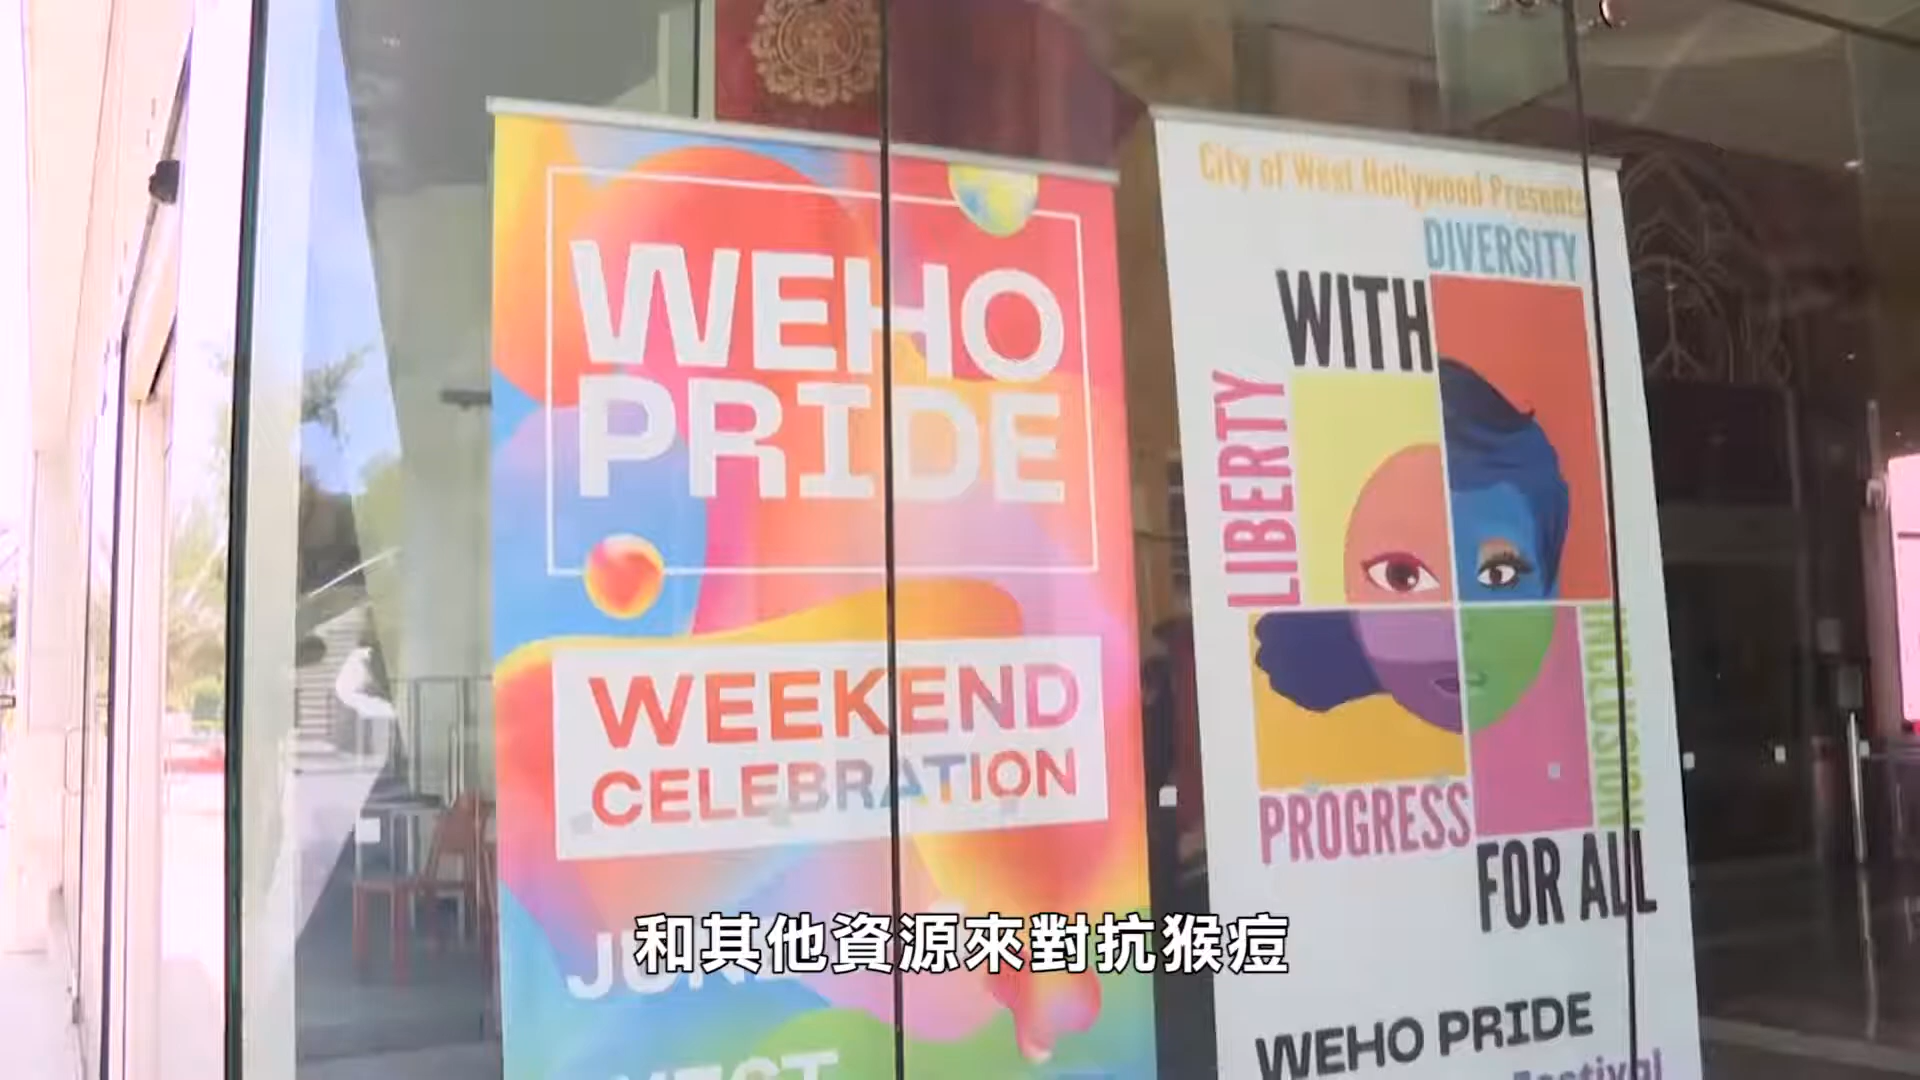 WEHO
PRIDE
WEEKEND
CELEBRATION
City of West Hollywood Presents
DIVERSITY
WITH
LIBERTY
INCLUSION
PROGRESS
FOR ALL
WEHO PRIDE
Festival
和其他資源來對抗猴痘